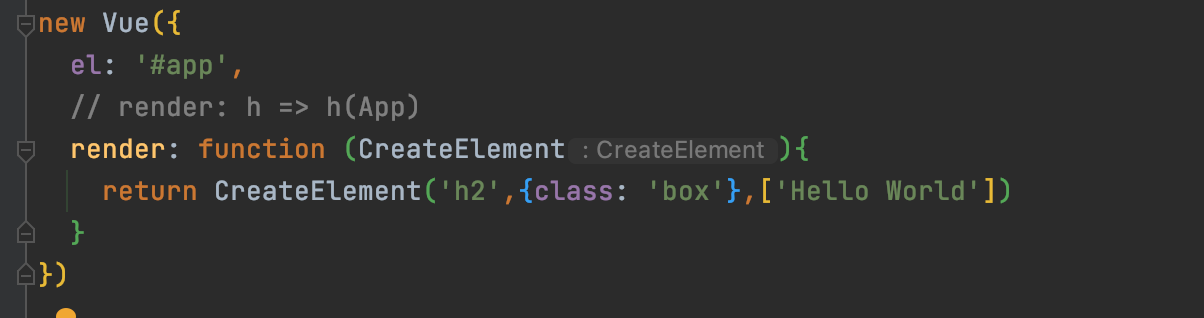 new Vue({
el: '#app',
// render: h => h(App)
render: function (CreateElement : CreateElement ){
return CreateElement('h2',{class: 'box'},['Hello World'])
}
})